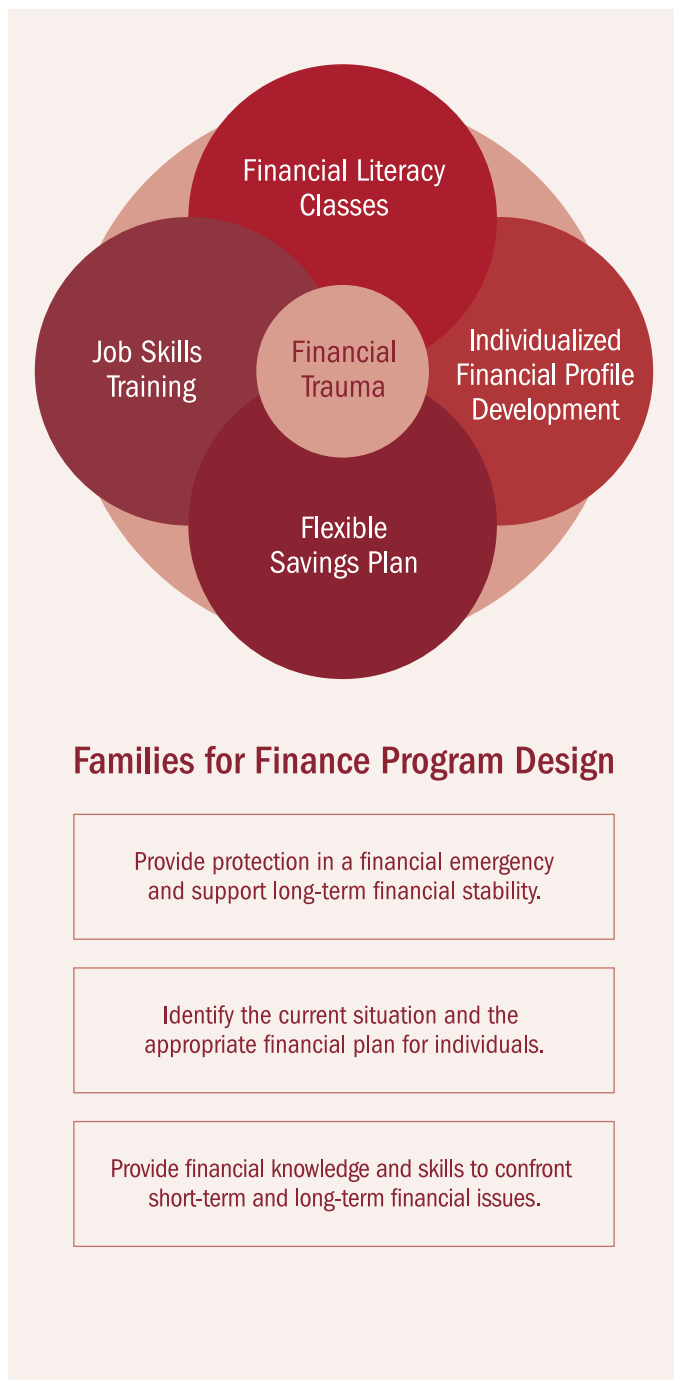 Financial Literacy
Classes
Job Skills
Training
Financial
Trauma
Individualized
Financial Profile
Development
Flexible
Savings Plan
Families for Finance Program Design
Provide protection in a financial emergency
and support long-term financial stability.
Identify the current situation and the
appropriate financial plan for individuals.
Provide financial knowledge and skills to confront
short-term and long-term financial issues.